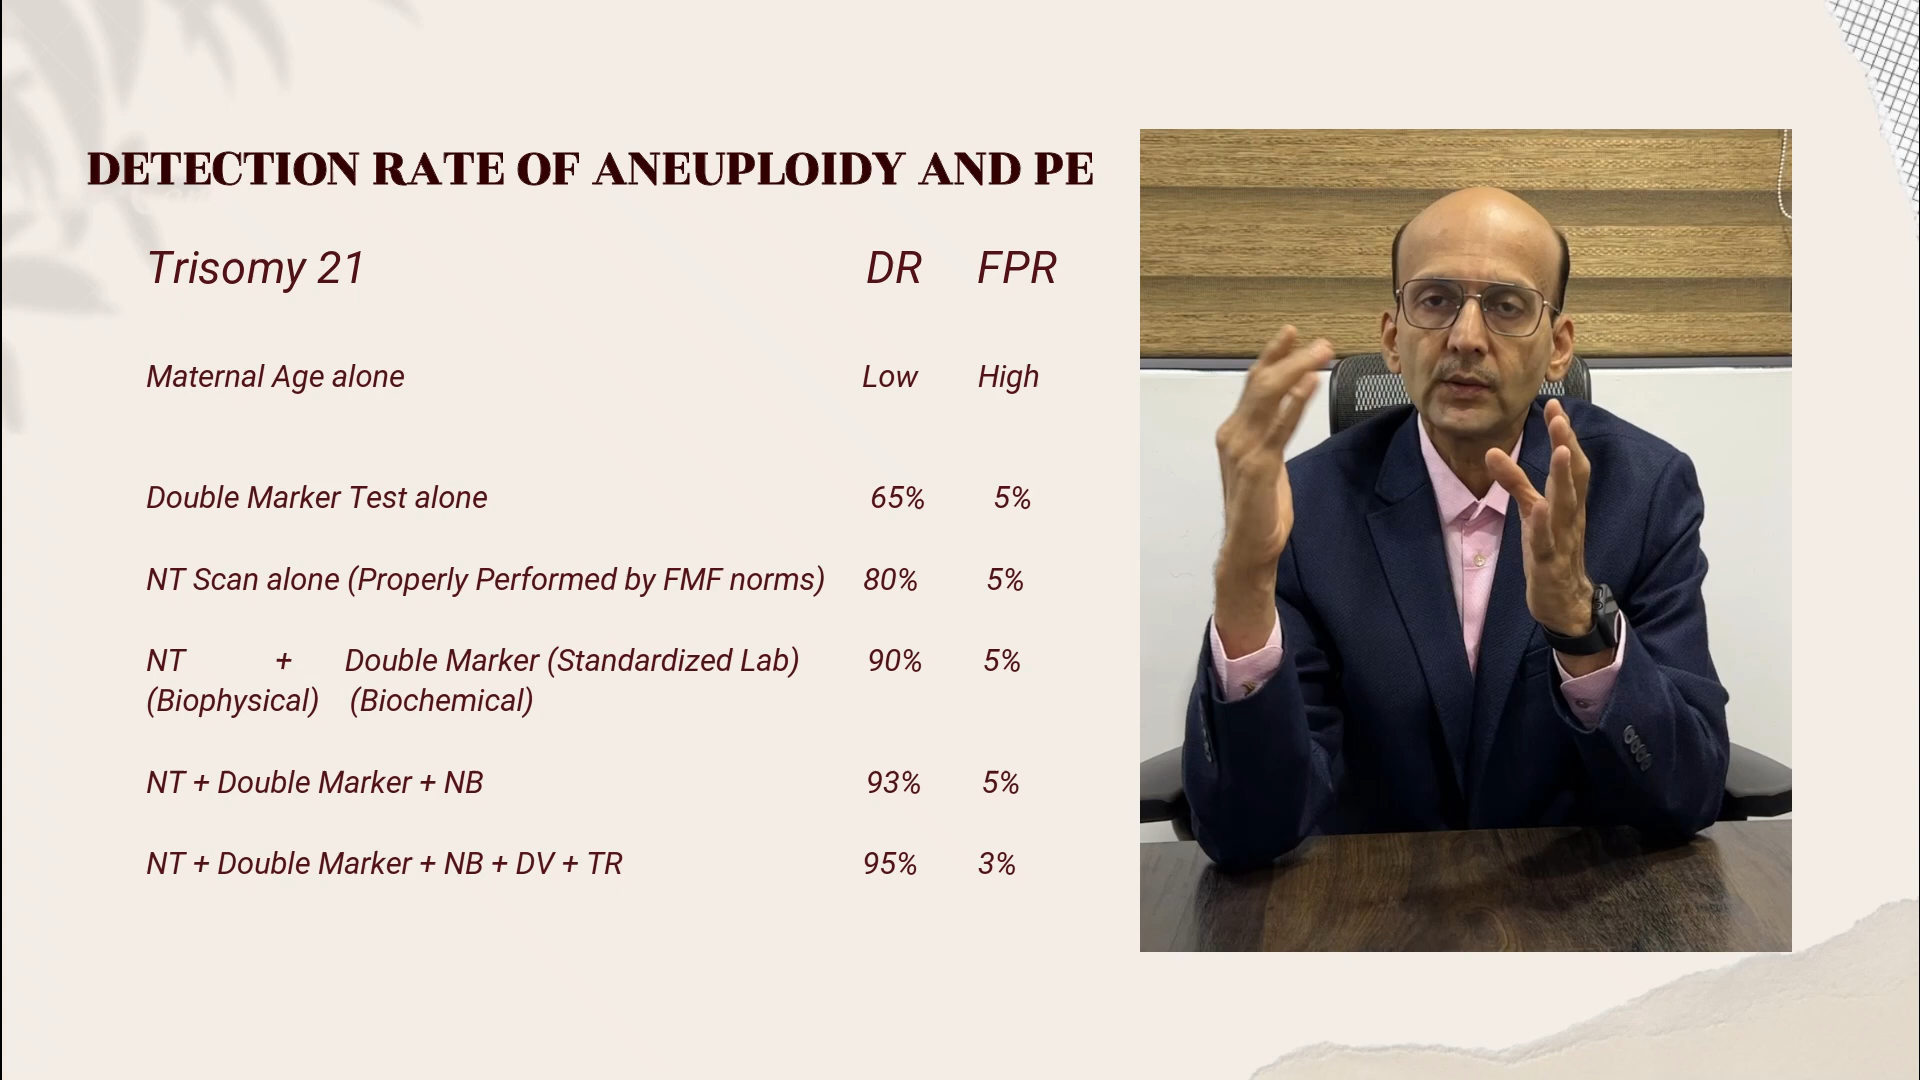 DETECTION RATE OF ANEUPLOIDY AND PE
Trisomy 21 DR FPR
Maternal Age alone Low High
Double Marker Test alone 65% 5%
NT Scan alone (Properly Performed by FMF norms) 80% 5%
NT + Double Marker (Standardized Lab) 90% 5%
(Biophysical) (Biochemical)
NT + Double Marker + NB 93% 5%
NT + Double Marker + NB + DV + TR 95% 3%